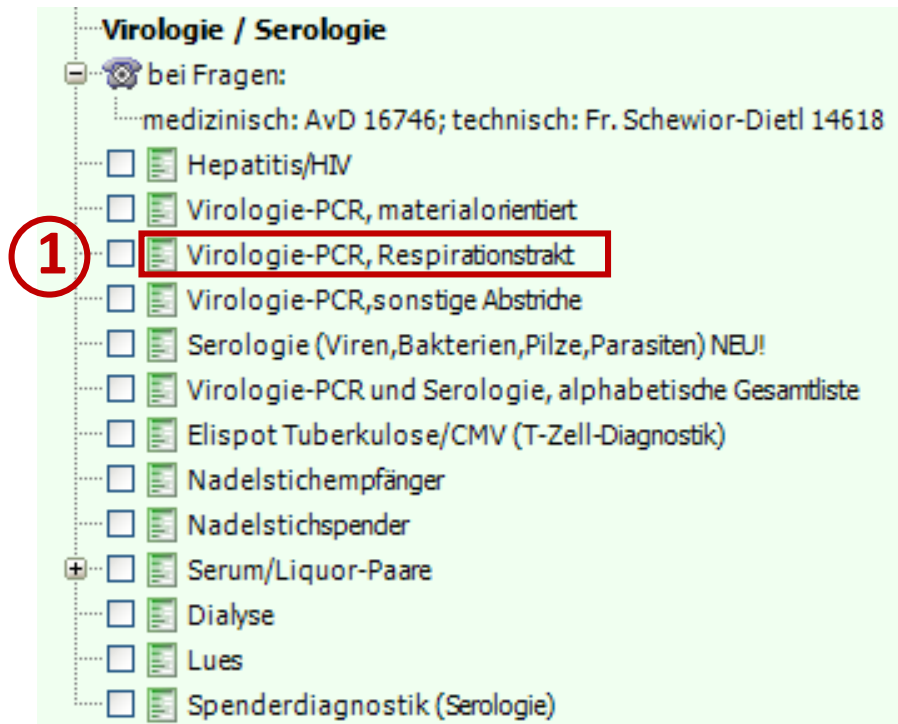 Virologie / Serologie
bei Fragen:
medizinisch: AvD 16746; technisch: Fr. Schewior-Dietl 14618
Hepatitis/HIV
Virologie-PCR, materialorientiert
1 Virologie-PCR, Respirationstrakt
Virologie-PCR,sonstige Abstriche
Serologie (Viren,Bakterien,Pilze,Parasiten) NEU!
Virologie-PCR und Serologie, alphabetische Gesamtliste
Elispot Tuberkulose/CMV (T-Zell-Diagnostik)
Nadelstichempfänger
Nadelstichspender
Serum/Liquor-Paare
Dialyse
Lues
Spenderdiagnostik (Serologie)